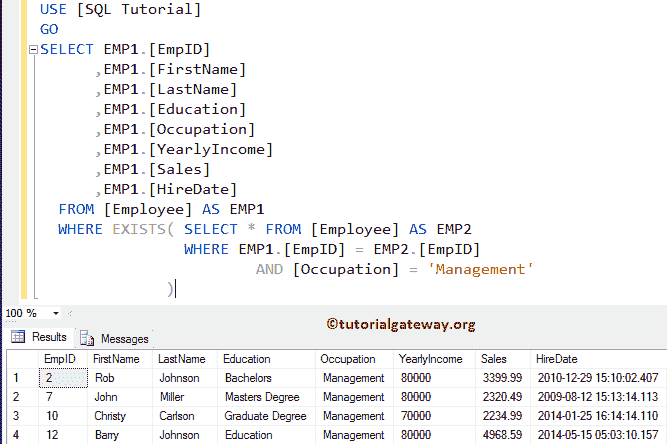 USE [SQL Tutorial]
GO
SELECT EMP1.[EmpID]
,EMP1.[FirstName]
,EMP1.[LastName]
,EMP1.[Education]
,EMP1.[Occupation]
,EMP1.[YearlyIncome]
,EMP1.[Sales]
,EMP1.[HireDate]
FROM [Employee] AS EMP1
WHERE EXISTS( SELECT * FROM [Employee] AS EMP2
WHERE EMP1.[EmpID] = EMP2.[EmpID]
AND [Occupation] = 'Management'
)
100 %
©tutorialgateway.org
Results Messages
EmpID FirstName LastName Education Occupation YearlyIncome Sales HireDate
1 2 Rob Johnson Bachelors Management 80000 3399.99 2010-12-29 15:10:02.407
2 7 John Miller Masters Degree Management 80000 2320.49 2009-08-12 15:13:14.113
3 10 Christy Carlson Graduate Degree Management 70000 2234.99 2014-01-25 16:14:14.110
4 12 Barry Johnson Education Management 80000 4968.59 2014-05-15 05:03:10.157